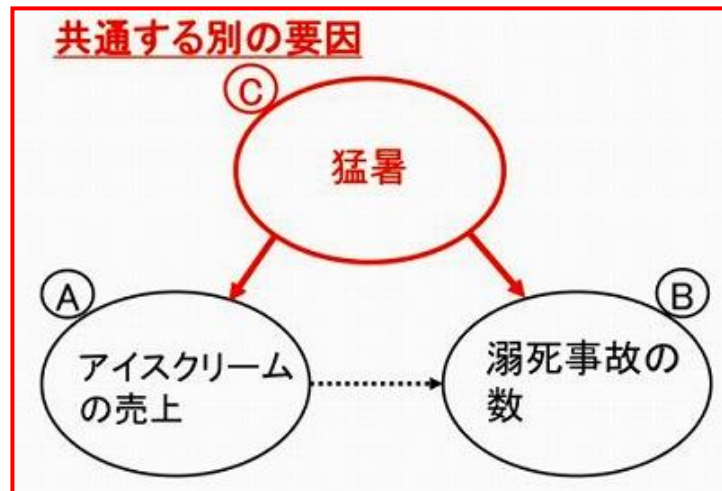 共通する別の要因
C
猛暑
A
アイスクリーム
の売上
B
溺死事故の
数